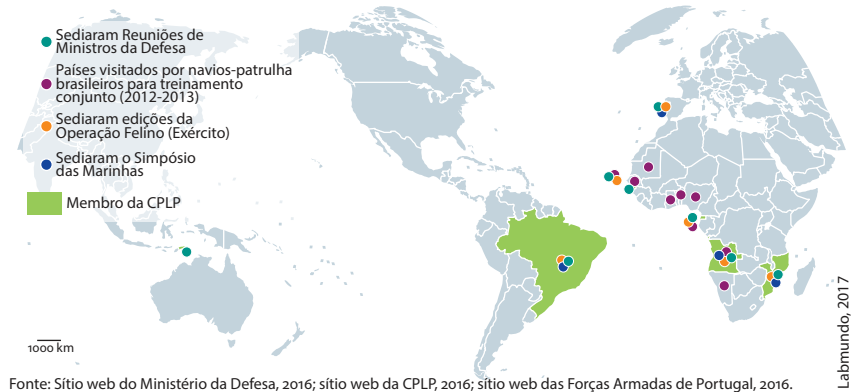 Sediaram Reuniões de
Ministros da Defesa
Países visitados por navios-patrulha
brasileiros para treinamento
conjunto (2012-2013)
Sediaram edições da
Operação Felino (Exército)
Sediaram o Simpósio
das Marinhas
Membro da CPLP
1000 km
Labmundo, 2017
Fonte: Sítio web do Ministério da Defesa, 2016; sítio web da CPLP, 2016; sítio web das Forças Armadas de Portugal, 2016.